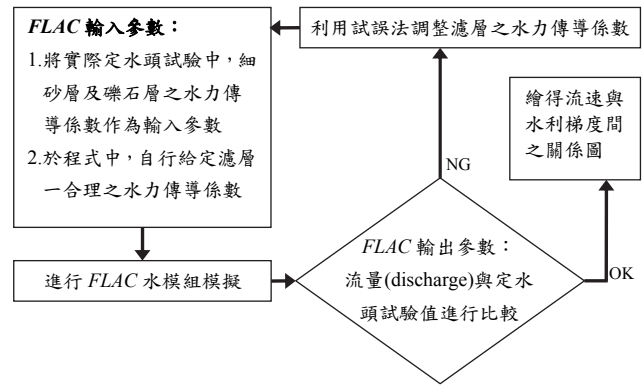 FLAC 輸入參數：
1.將實際定水頭試驗中，細
砂層及礫石層之水力傳
導係數作為輸入參數
2.於程式中，自行給定濾層
一合理之水力傳導係數
進行 FLAC 水模組模擬
利用試誤法調整濾層之水力傳導係數
NG
FLAC 輸出參數：
流量(discharge)與定水
頭試驗值進行比較
OK
繪得流速與
水利梯度間
之關係圖